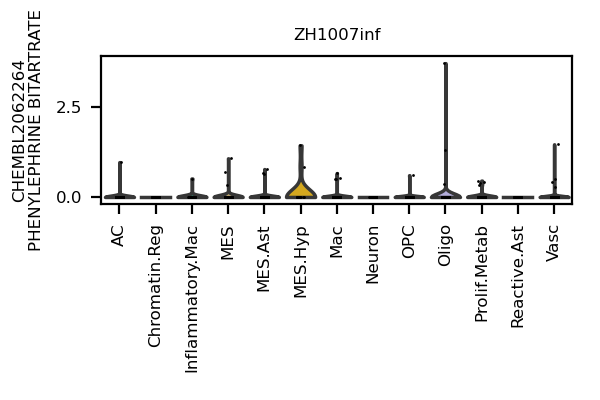 ZH1007inf
CHEMBL2062264
PHENYLEPHRINE BITARTRATE
2.5
0.0
AC
Chromatin.Reg
Inflammatory.Mac
MES
MES.Ast
MES.Hyp
Mac
Neuron
OPC
Oligo
Prolif.Metab
Reactive.Ast
Vasc